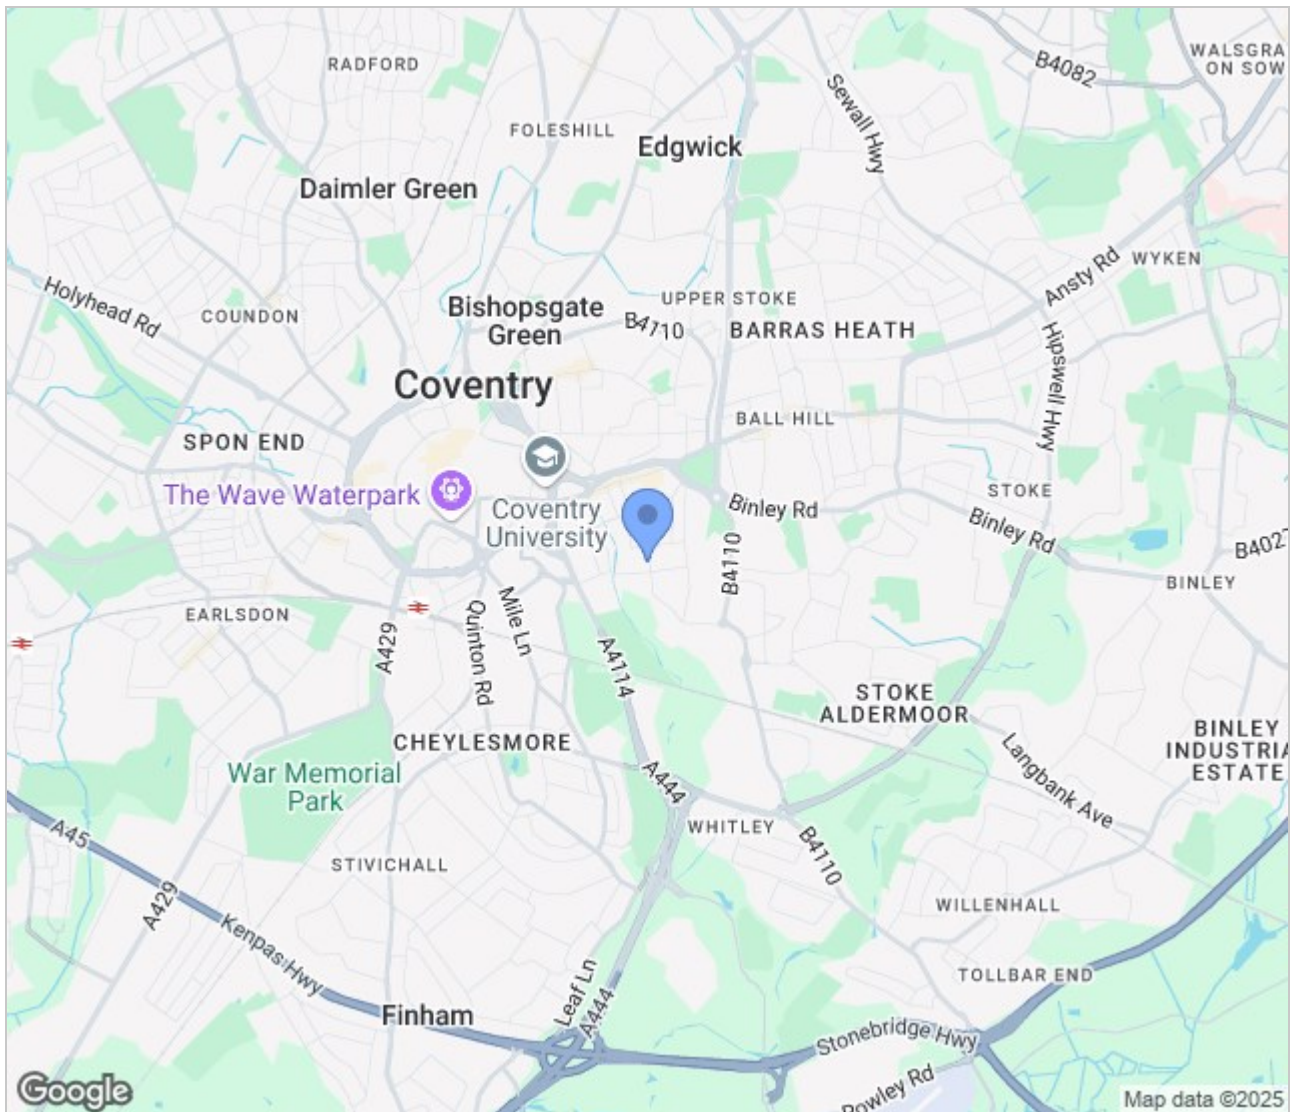 RADFORD
B4082
WALSGRA
ON SOW
Sewall Hwy
FOLESHILL
Edgwick
Daimler Green
WYKEN
Ansty Rd
Holyhead Rd
COUNDON
Bishopsgate
Green
UPPER STOKE
B4110
BARRAS HEATH
Hipswell Hwy
Coventry
BALL HILL
SPON END
The Wave Waterpark
Coventry
University
Binley Rd
STOKE
Binley Rd
B4027
BINLEY
B4110
EARLSDON
A429
Quinton Rd
Mile Ln
A4114
STOKE
ALDERMOOR
CHEYLESMORE
BINLEY
INDUSTRIA
ESTATE
War Memorial
Park
A444
Langbank Ave
WHITLEY
B4110
A45
STIVICHALL
A429
WILLENHALL
Kenpas Hwy
TOLLBAR END
Leaf Ln
A444
Finham
Stonebridge Hwy
Rowley Rd
Google
Map data ©2025